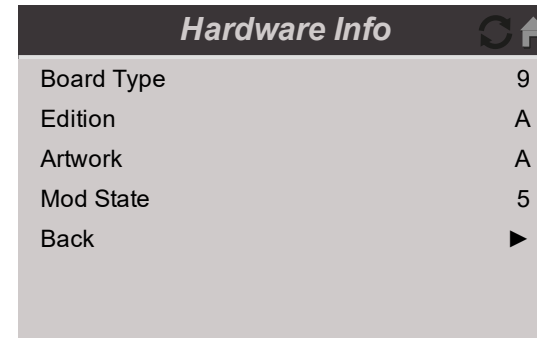 Hardware Info
Board Type 9
Edition A
Artwork A
Mod State 5
Back ►